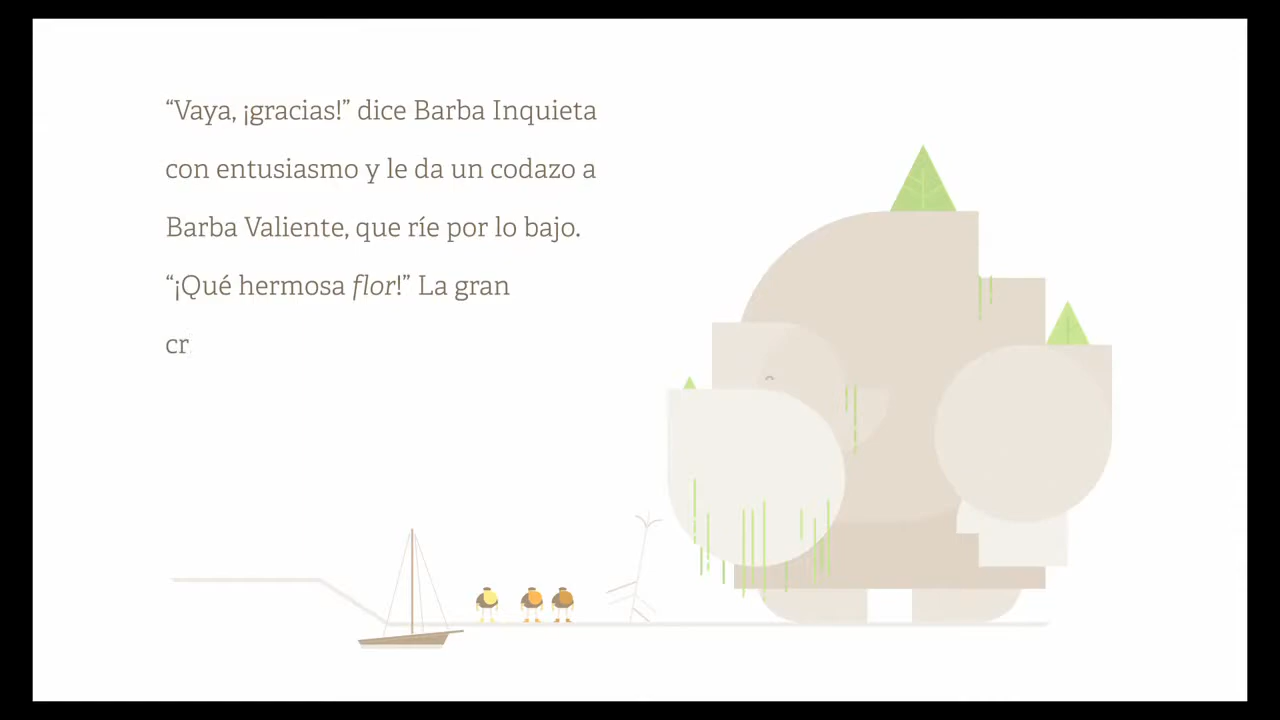 “Vaya, ¡gracias!” dice Barba Inquieta
con entusiasmo y le da un codazo a
Barba Valiente, que ríe por lo bajo.
“¡Qué hermosa flor!” La gran
cr